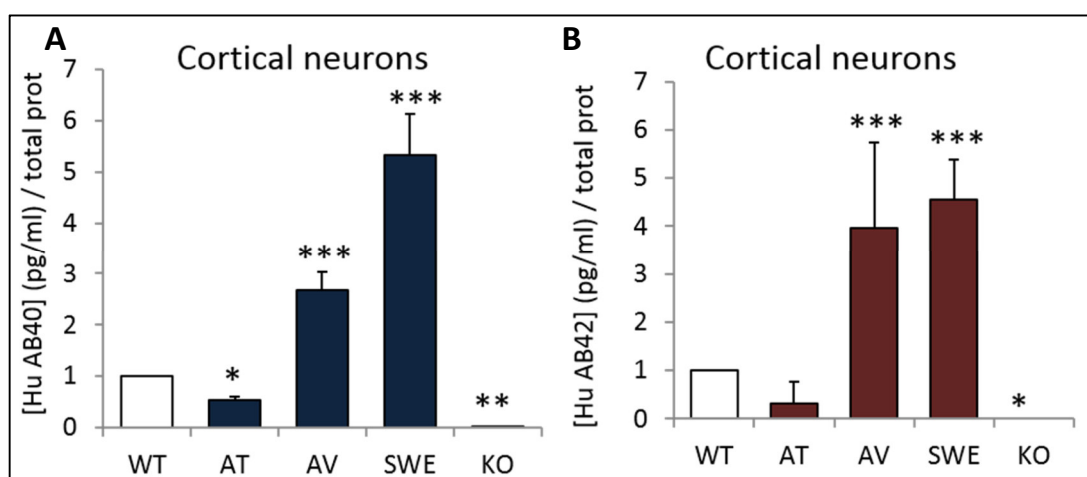 A
Cortical neurons
[Hu AB40] (pg/ml) / total prot
7
6
5
4
3
2
1
0
*
***
***
**
WT AT AV SWE KO
B
Cortical neurons
[Hu AB42] (pg/ml) / total prot
7
6
5
4
3
2
1
0
***
***
*
WT AT AV SWE KO